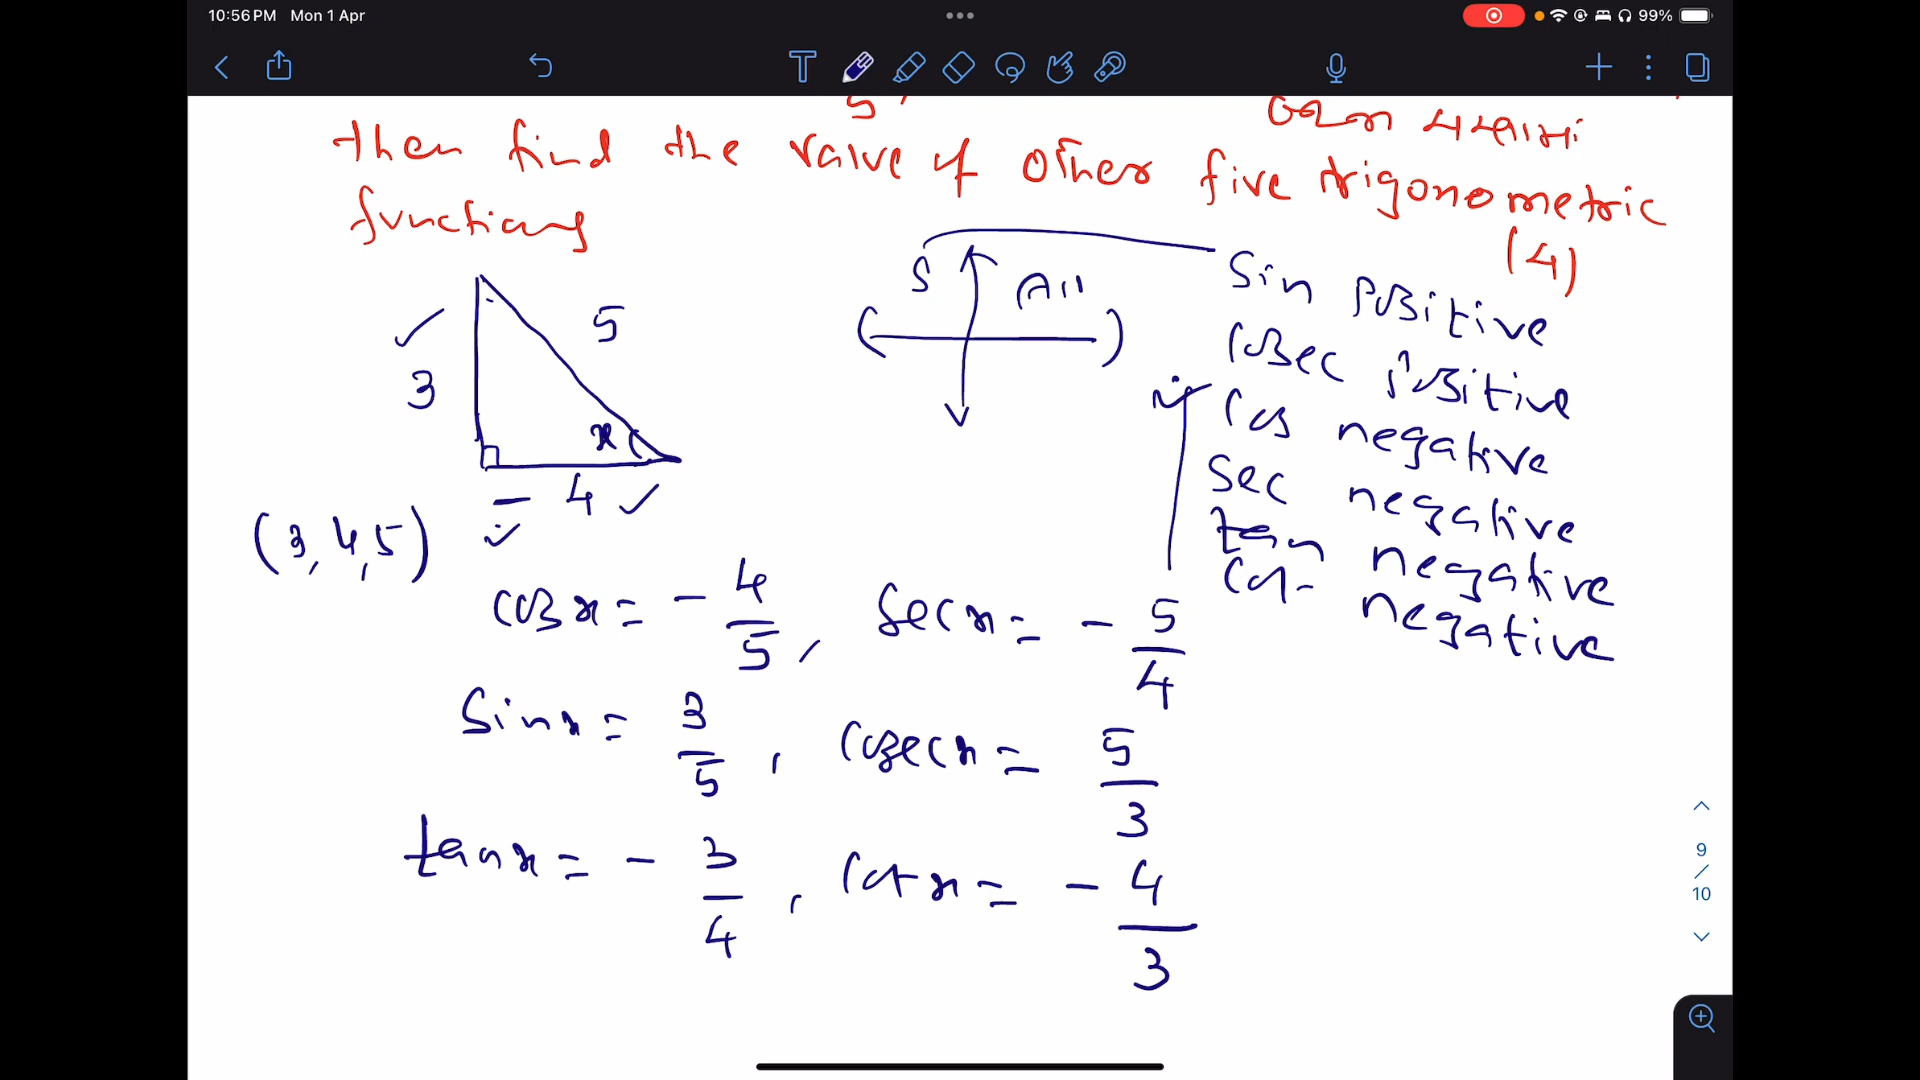 10:56 PM Mon 1 Apr
99%
5,
then find the value of other five trigonometric
functions
(4)
S All
3
5
x
- 4
(3, 4, 5)
Sin positive
Cosec positive
Cos negative
Sec negative
tan negative
Cot negative
cos x = - 4/5, Sec x = - 5/4
Sin x = 3/5, Cosec x = 5/3
tan x = - 3/4, Cot x = - 4/3
9
/
10